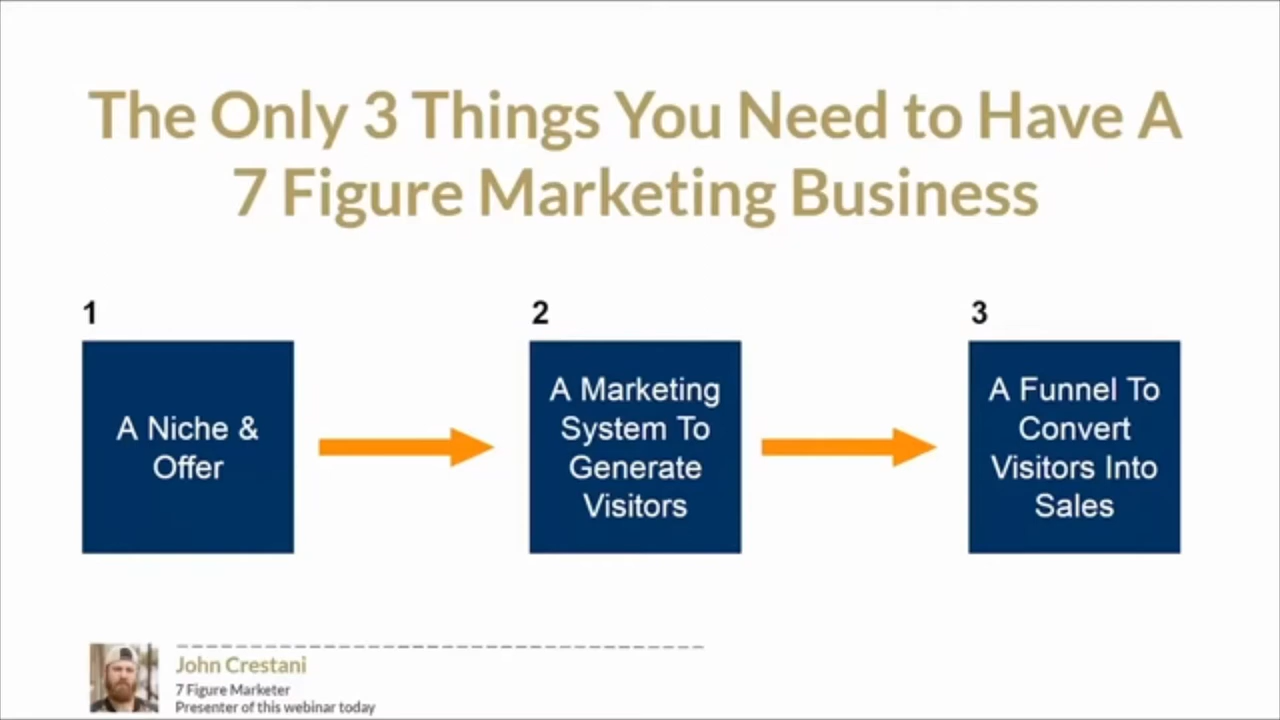 The Only 3 Things You Need to Have A
7 Figure Marketing Business
1
A Niche &
Offer
2
A Marketing
System To
Generate
Visitors
3
A Funnel To
Convert
Visitors Into
Sales
John Crestani
7 Figure Marketer
Presenter of this webinar today